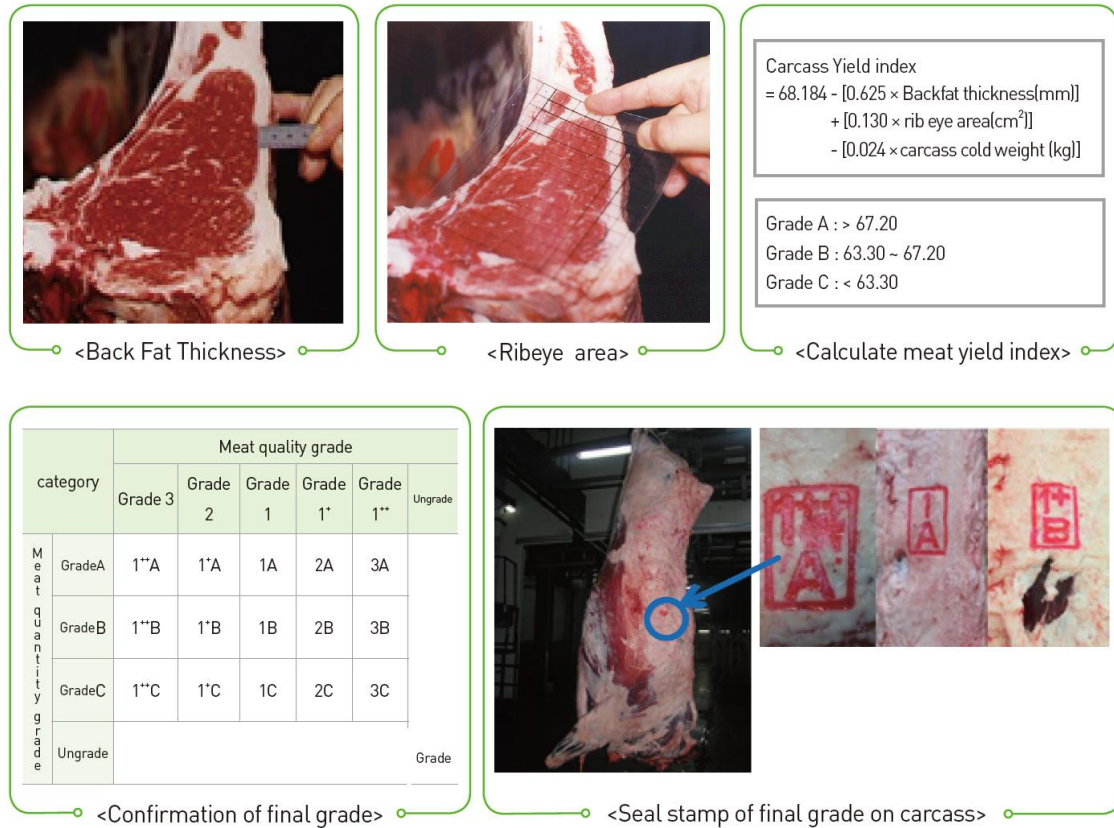 Carcass Yield index
= 68.184 - [0.625 × Backfat thickness(mm)]
+ [0.130 × rib eye area(cm²)]
- [0.024 × carcass cold weight (kg)]
Grade A : > 67.20
Grade B : 63.30 ~ 67.20
Grade C : < 63.30
<Back Fat Thickness>
<Ribeye area>
<Calculate meat yield index>
category
Meat quality grade
Grade 3
Grade 2
Grade 1
Grade 1⁺
Grade 1⁺⁺
Ungrade
Meat quantity grade
GradeA 1⁺⁺A 1⁺A 1A 2A 3A
GradeB 1⁺⁺B 1⁺B 1B 2B 3B
GradeC 1⁺⁺C 1⁺C 1C 2C 3C
Ungrade
Grade
1++
A
1
A
1+
B
<Confirmation of final grade>
<Seal stamp of final grade on carcass>